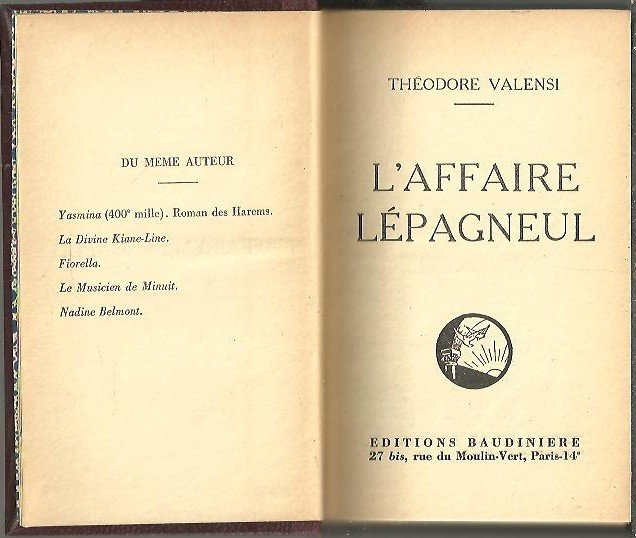 DU MEME AUTEUR
Yasmina (400e mille). Roman des Harems.
La Divine Kiane-Line.
Fiorella.
Le Musicien de Minuit.
Nadine Belmont.
THÉODORE VALENSI
L'AFFAIRE
LÉPAGNEUL
EDITIONS BAUDINIERE
27 bis, rue du Moulin-Vert, Paris-14e